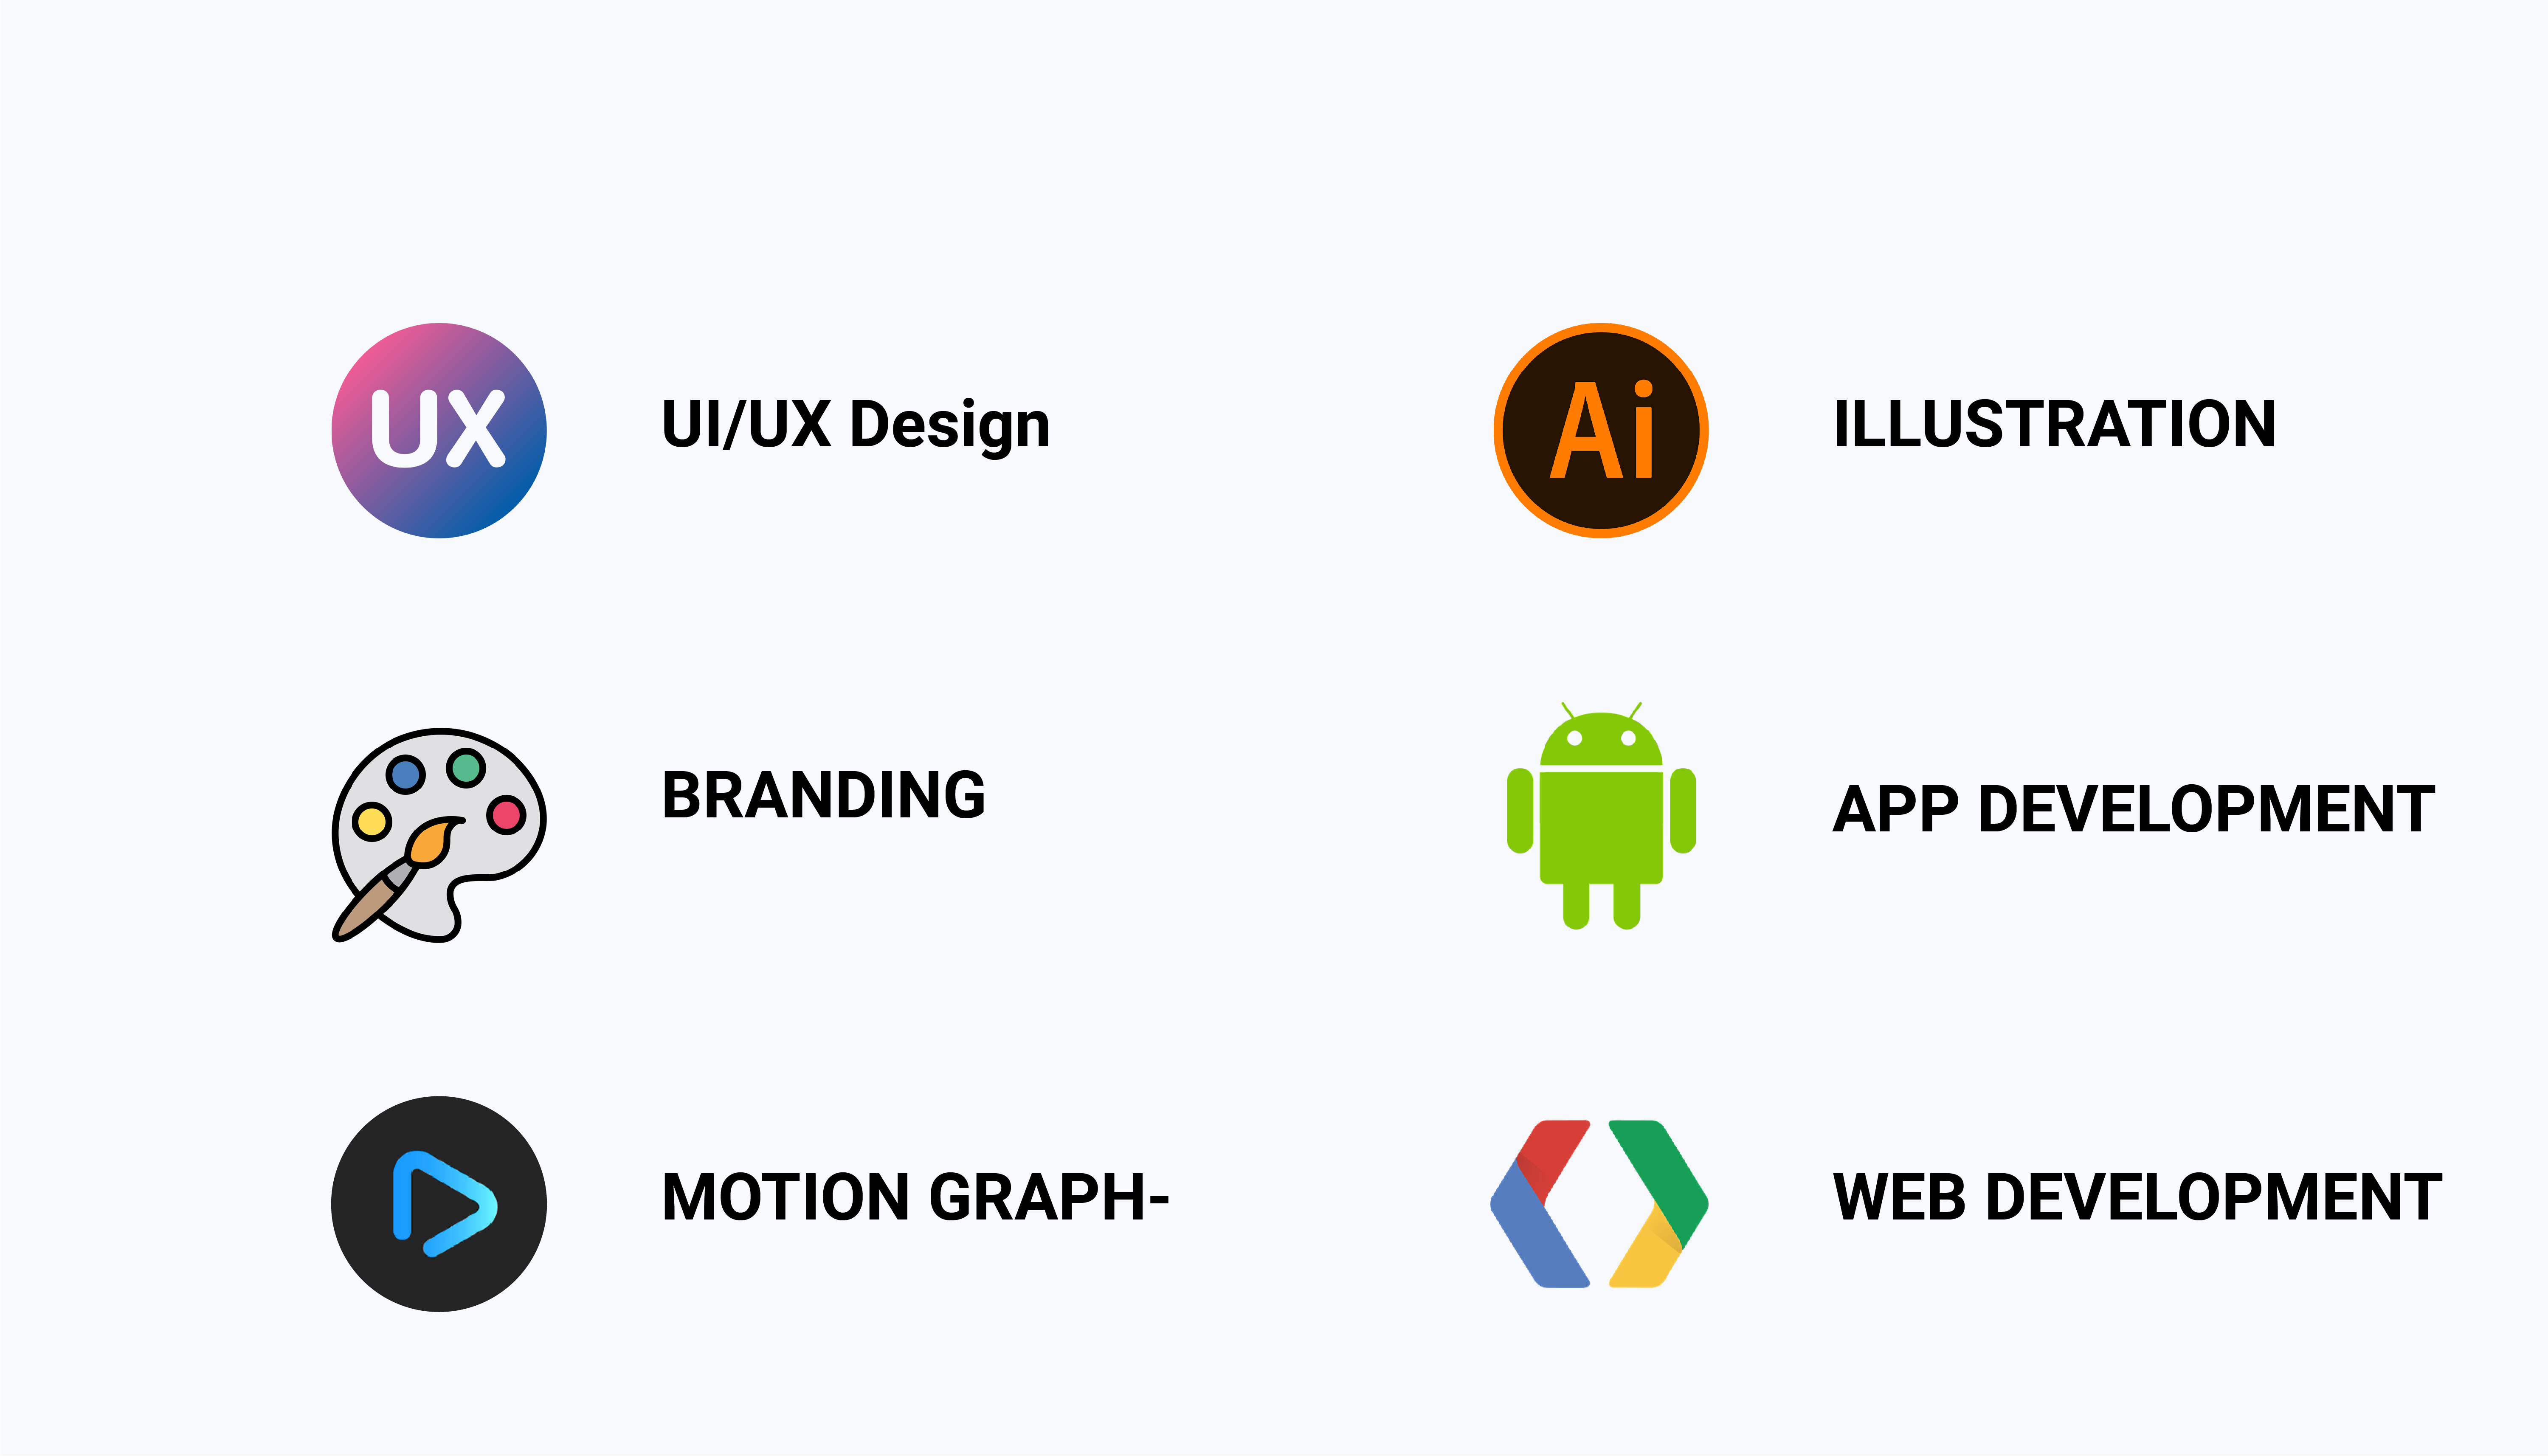 UX
UI/UX Design
Ai
ILLUSTRATION
BRANDING
APP DEVELOPMENT
MOTION GRAPH-
WEB DEVELOPMENT